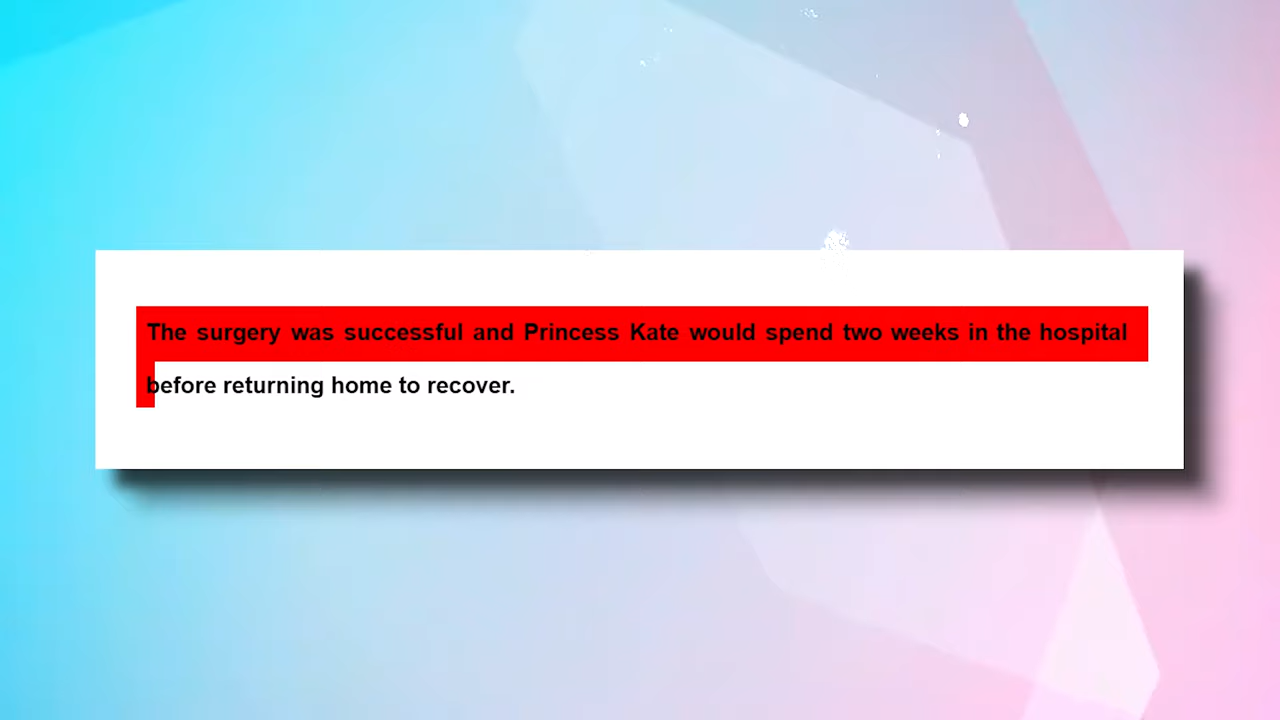 The surgery was successful and Princess Kate would spend two weeks in the hospital
before returning home to recover.